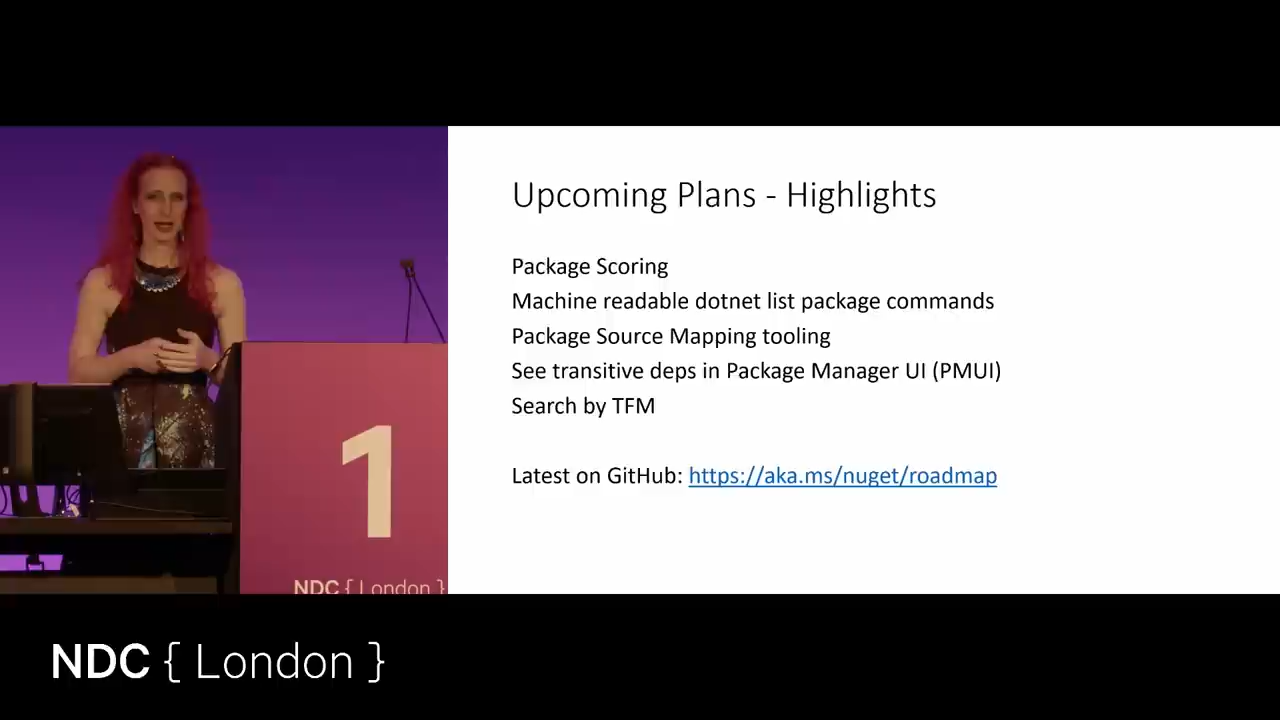 Upcoming Plans - Highlights
Package Scoring
Machine readable dotnet list package commands
Package Source Mapping tooling
See transitive deps in Package Manager UI (PMUI)
Search by TFM
Latest on GitHub: https://aka.ms/nuget/roadmap
1
NDC { London }
NDC { London }